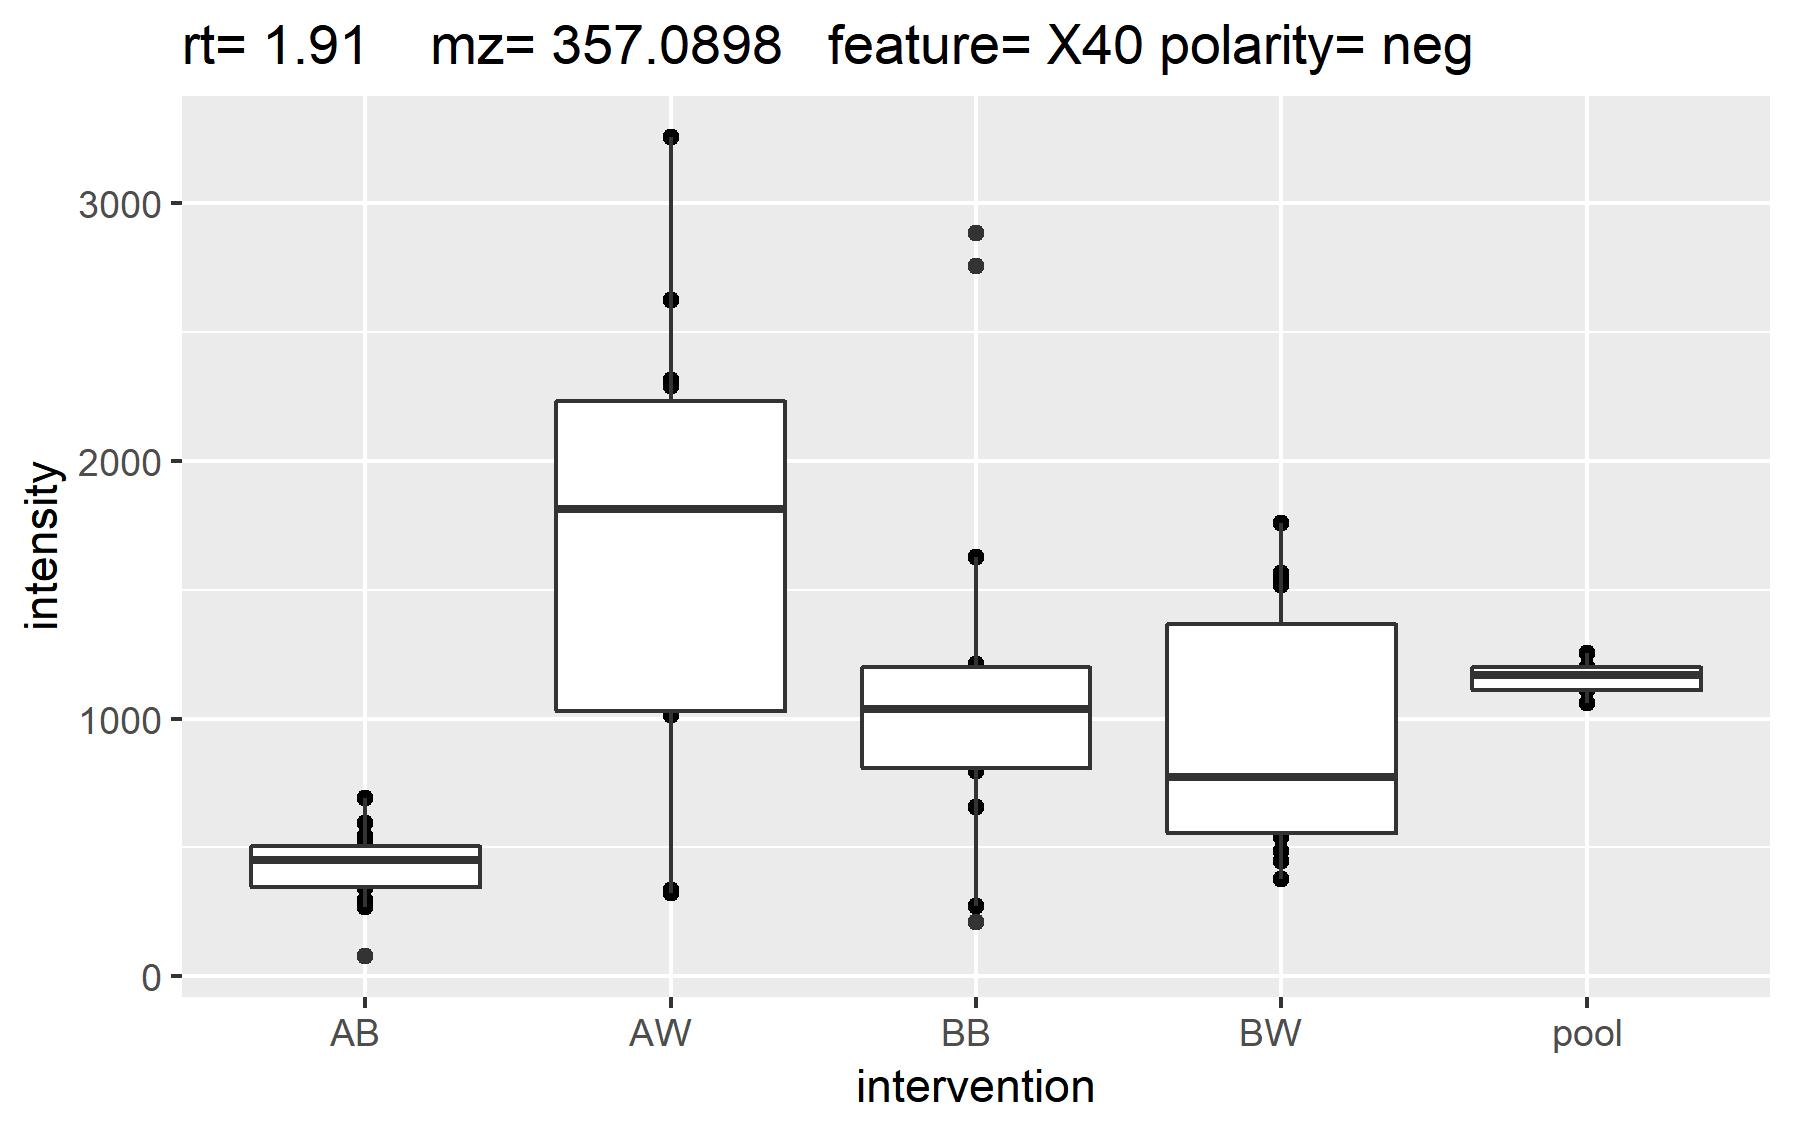 rt= 1.91    mz= 357.0898   feature= X40 polarity= neg
3000
2000
1000
0
intensity
AB AW BB BW pool
intervention